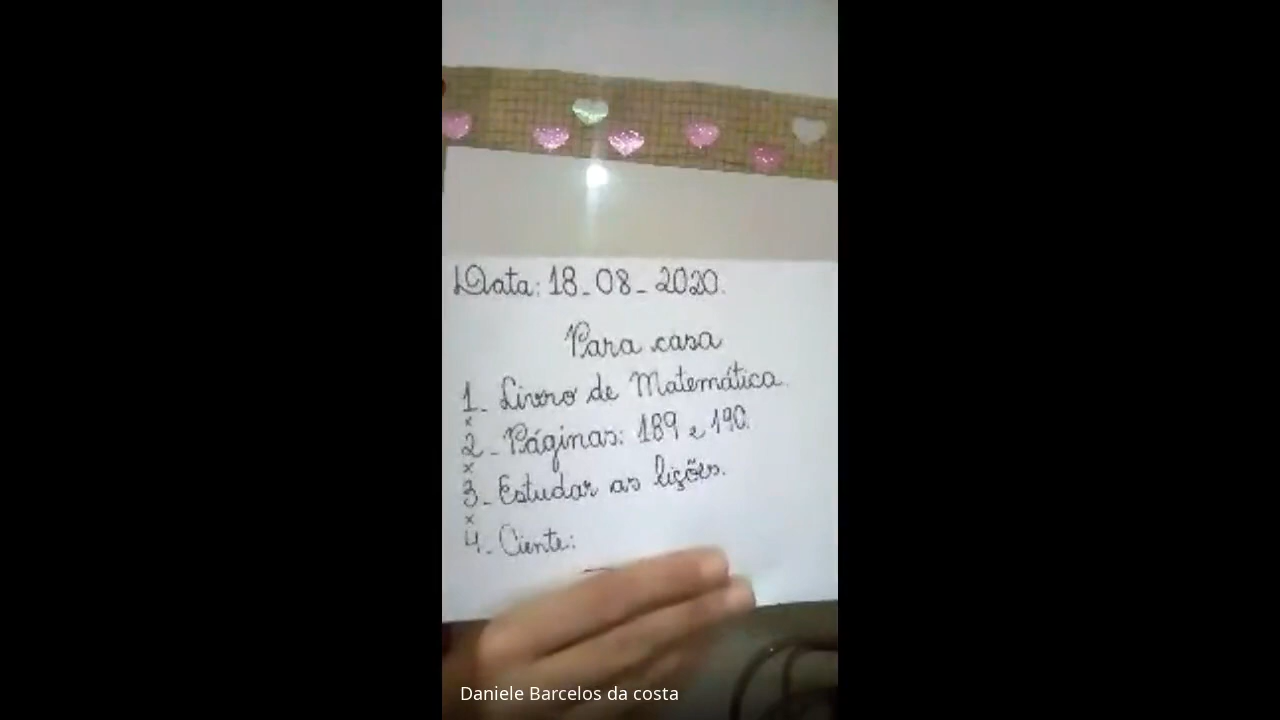 Data: 18-08-2020.
Para casa
1- Livro de Matemática.
x
2- Páginas: 189 e 190.
x
3- Estudar as lições.
x
4- Ciente:
Daniele Barcelos da costa